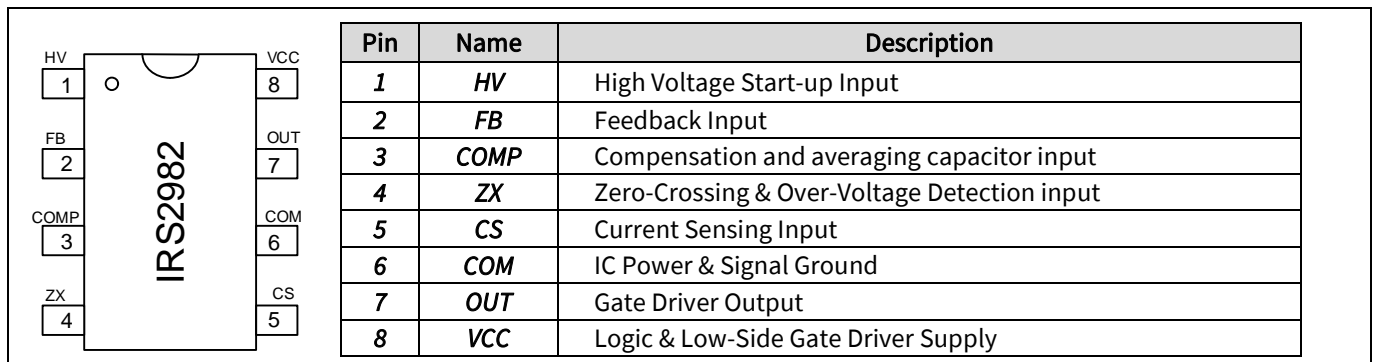 HV
1
FB
2
COMP
3
ZX
4
IRS2982
VCC
8
OUT
7
COM
6
CS
5
Pin Name Description
1 HV High Voltage Start-up Input
2 FB Feedback Input
3 COMP Compensation and averaging capacitor input
4 ZX Zero-Crossing & Over-Voltage Detection input
5 CS Current Sensing Input
6 COM IC Power & Signal Ground
7 OUT Gate Driver Output
8 VCC Logic & Low-Side Gate Driver Supply